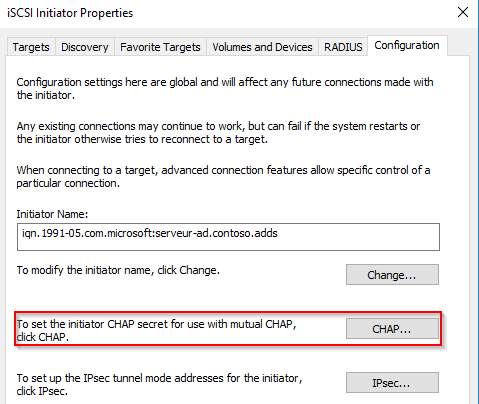 iSCSI Initiator Properties
Targets Discovery Favorite Targets Volumes and Devices RADIUS Configuration
Configuration settings here are global and will affect any future connections made with
the initiator.
Any existing connections may continue to work, but can fail if the system restarts or
the initiator otherwise tries to reconnect to a target.
When connecting to a target, advanced connection features allow specific control of a
particular connection.
Initiator Name:
iqn.1991-05.com.microsoft:serveur-ad.contoso.adds
To modify the initiator name, click Change.
Change...
To set the initiator CHAP secret for use with mutual CHAP,
click CHAP.
CHAP...
To set up the IPsec tunnel mode addresses for the initiator,
click IPsec.
IPsec...